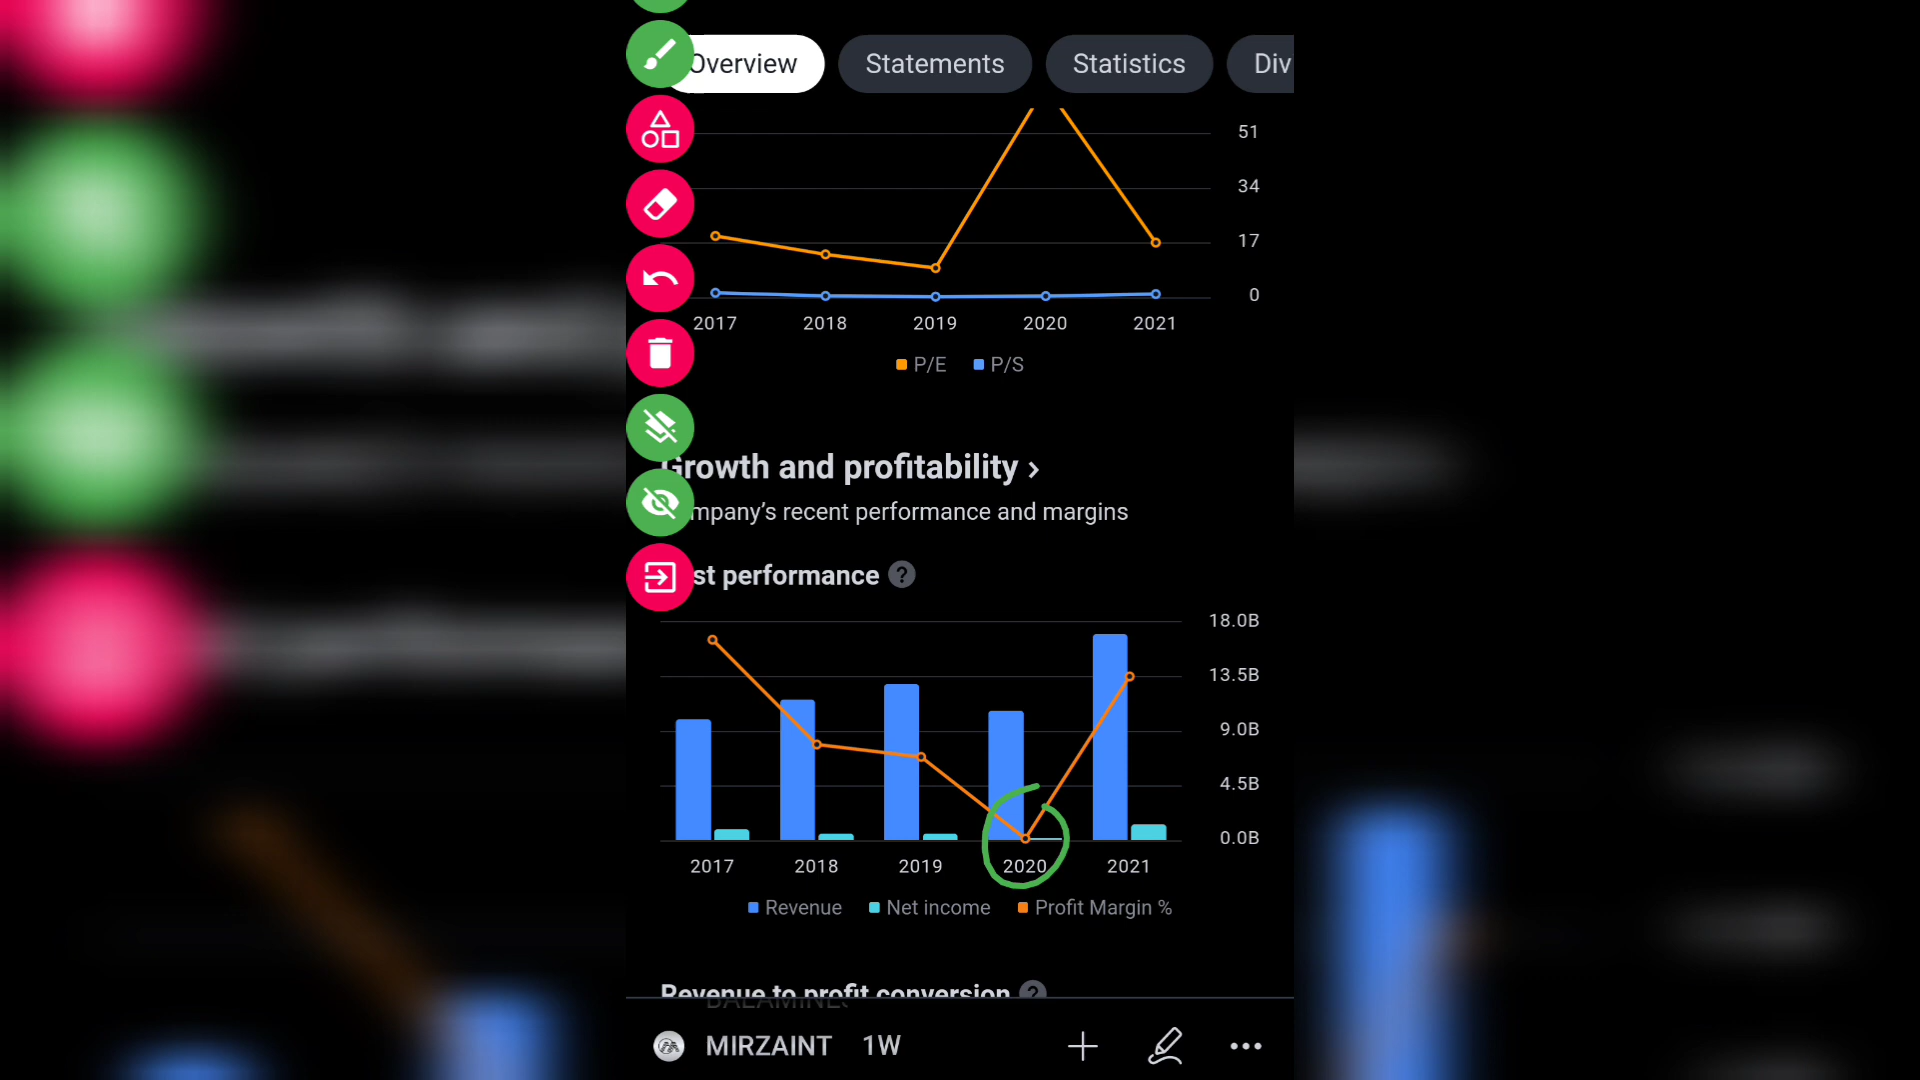 Overview Statements Statistics Div
51
34
17
0
2017 2018 2019 2020 2021
P/E P/S
Growth and profitability ›
mpany's recent performance and margins
st performance ?
18.0B
13.5B
9.0B
4.5B
0.0B
2017 2018 2019 2020 2021
Revenue Net income Profit Margin %
Revenue to profit conversion ?
MIRZAINT 1W